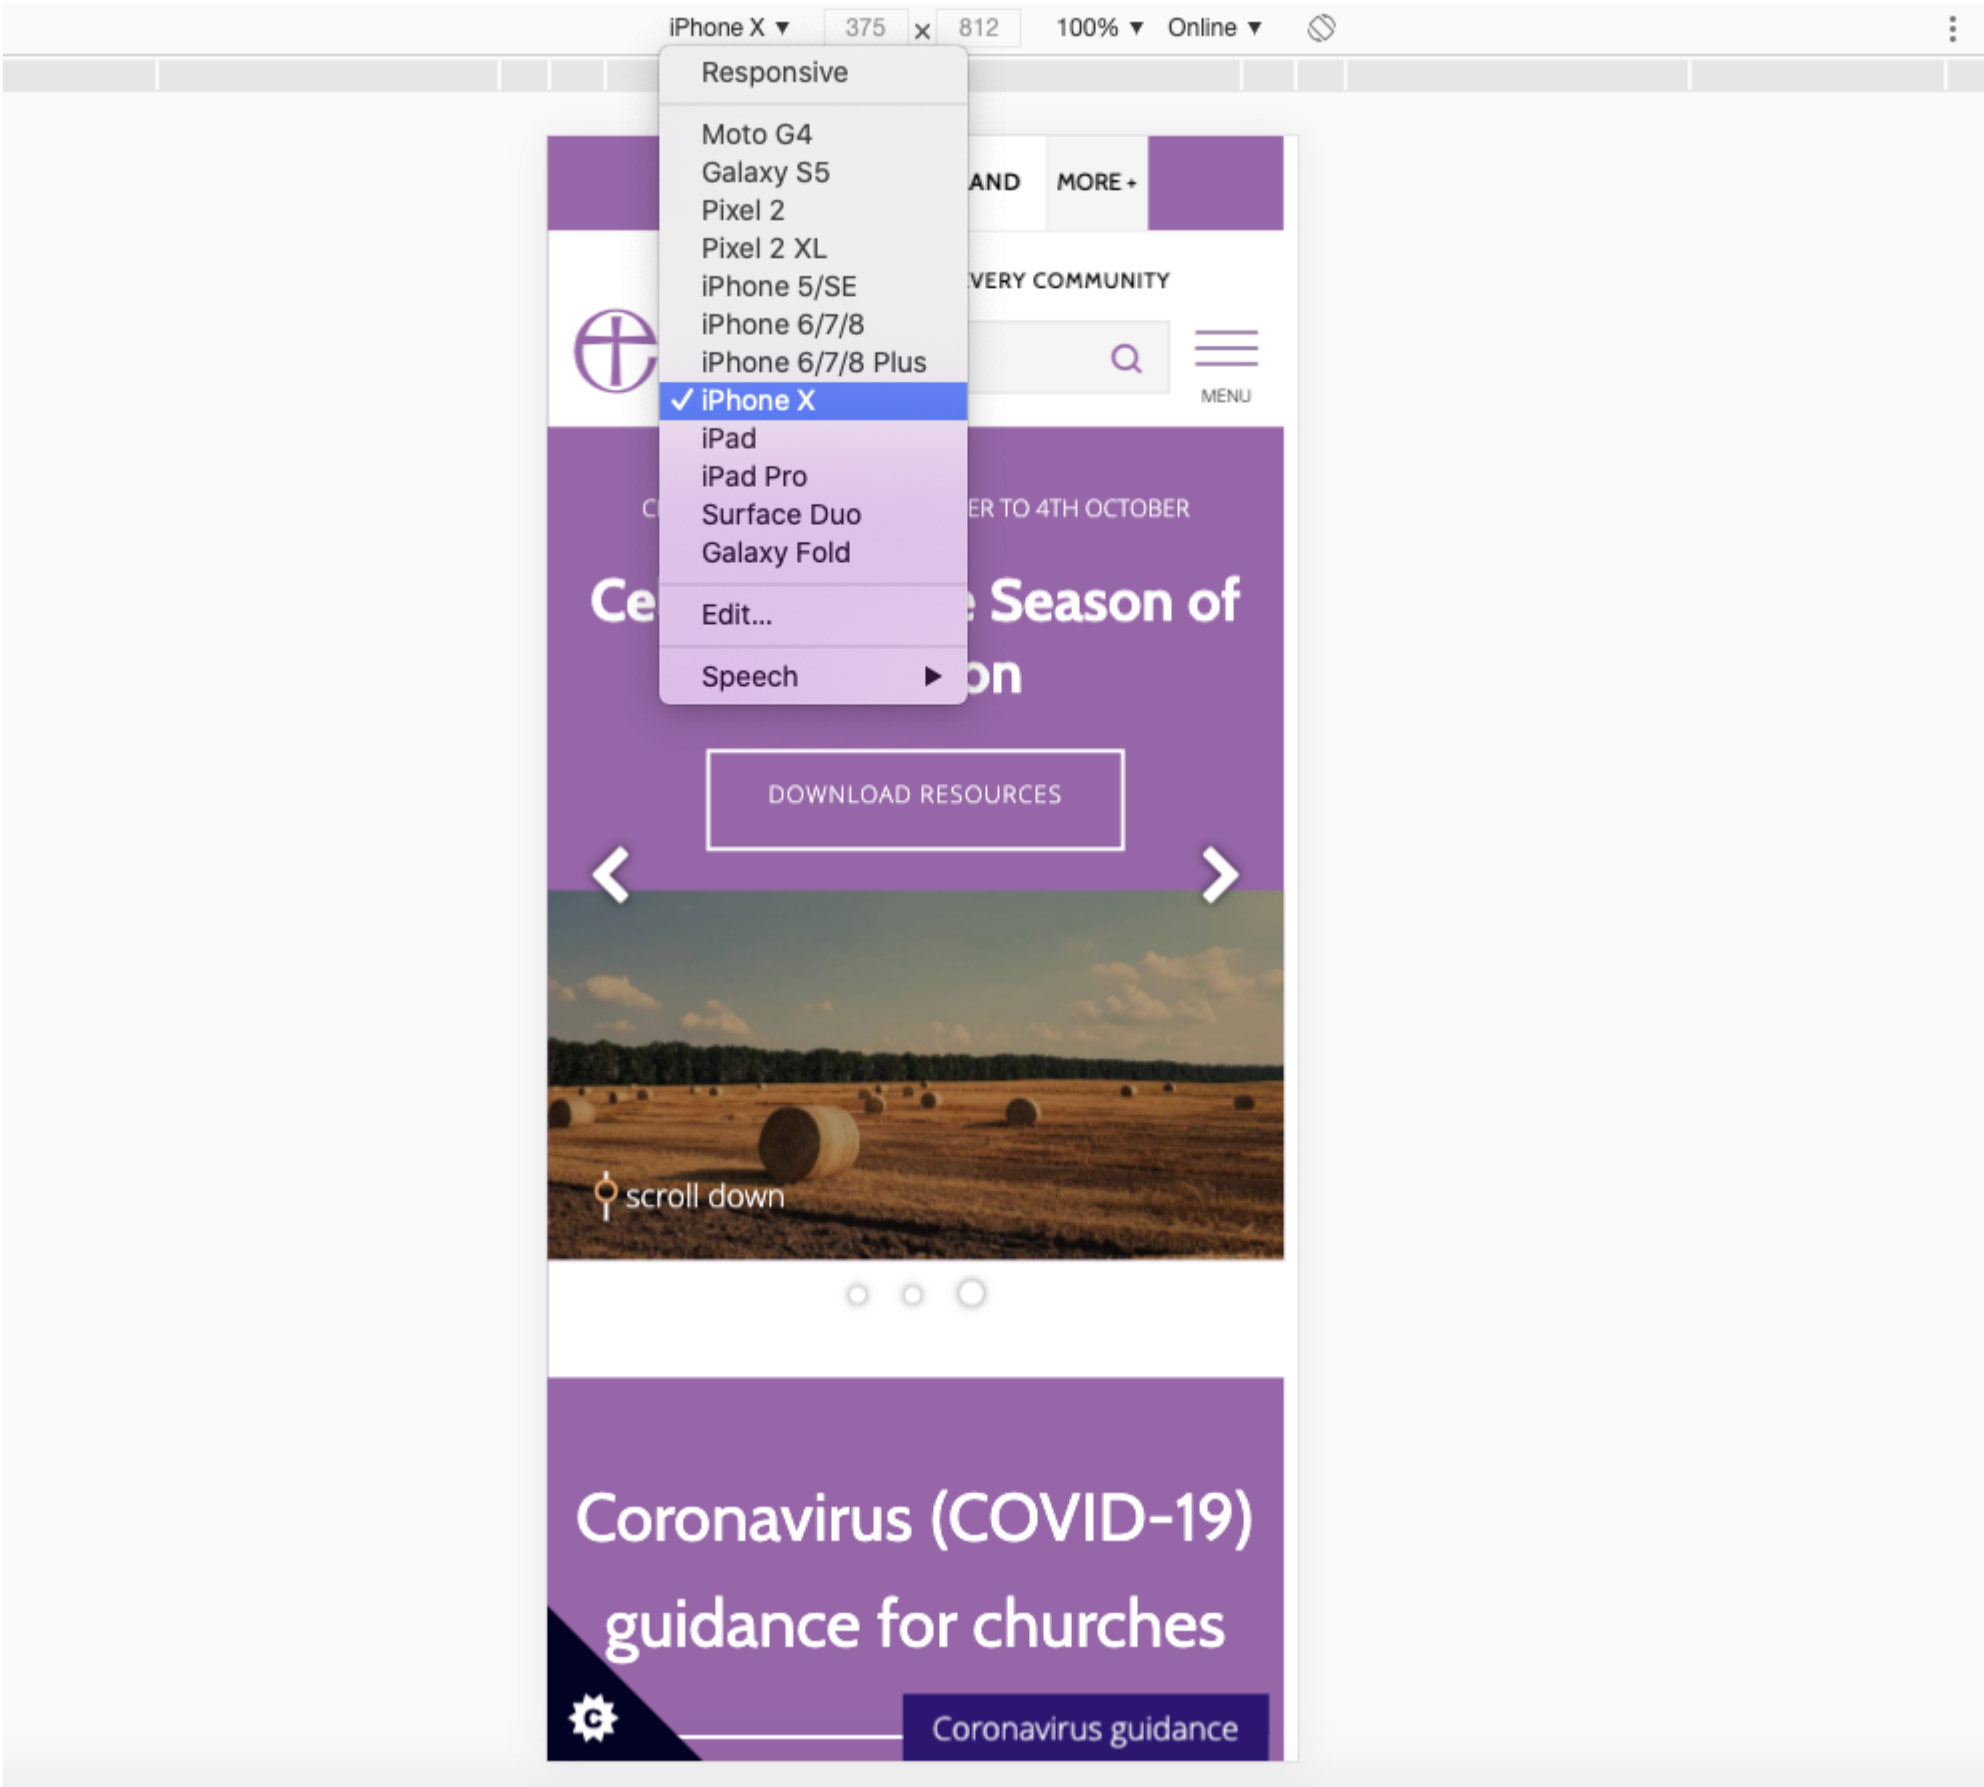 iPhone X ▼ 375 × 812 100% ▼ Online ▼
Responsive
Moto G4
Galaxy S5
Pixel 2
Pixel 2 XL
iPhone 5/SE
iPhone 6/7/8
iPhone 6/7/8 Plus
✓ iPhone X
iPad
iPad Pro
Surface Duo
Galaxy Fold
Edit...
Speech ▶
AND MORE +
VERY COMMUNITY
MENU
ER TO 4TH OCTOBER
Ce Season of
on
DOWNLOAD RESOURCES
scroll down
Coronavirus (COVID-19)
guidance for churches
C
Coronavirus guidance